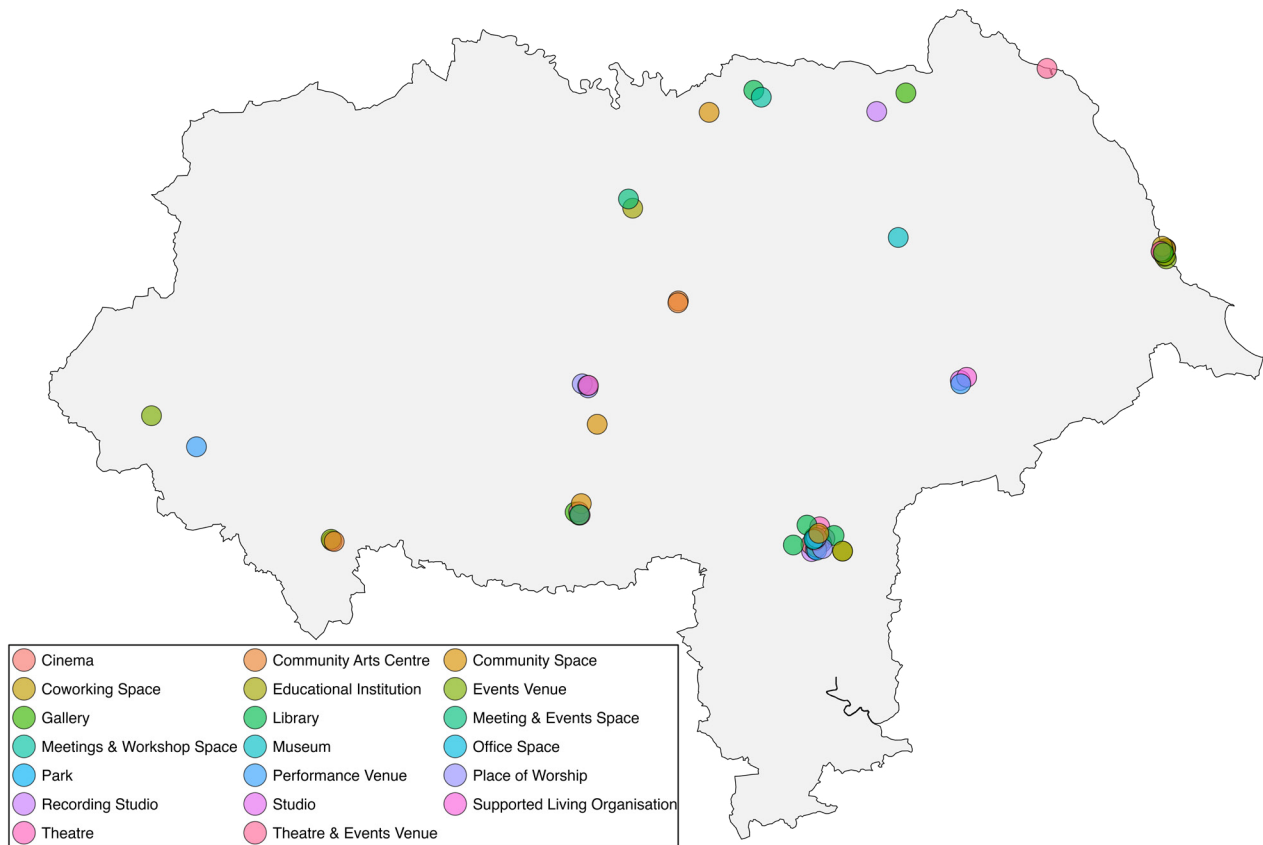 Cinema
Community Arts Centre
Community Space
Coworking Space
Educational Institution
Events Venue
Gallery
Library
Meeting & Events Space
Meetings & Workshop Space
Museum
Office Space
Park
Performance Venue
Place of Worship
Recording Studio
Studio
Supported Living Organisation
Theatre
Theatre & Events Venue